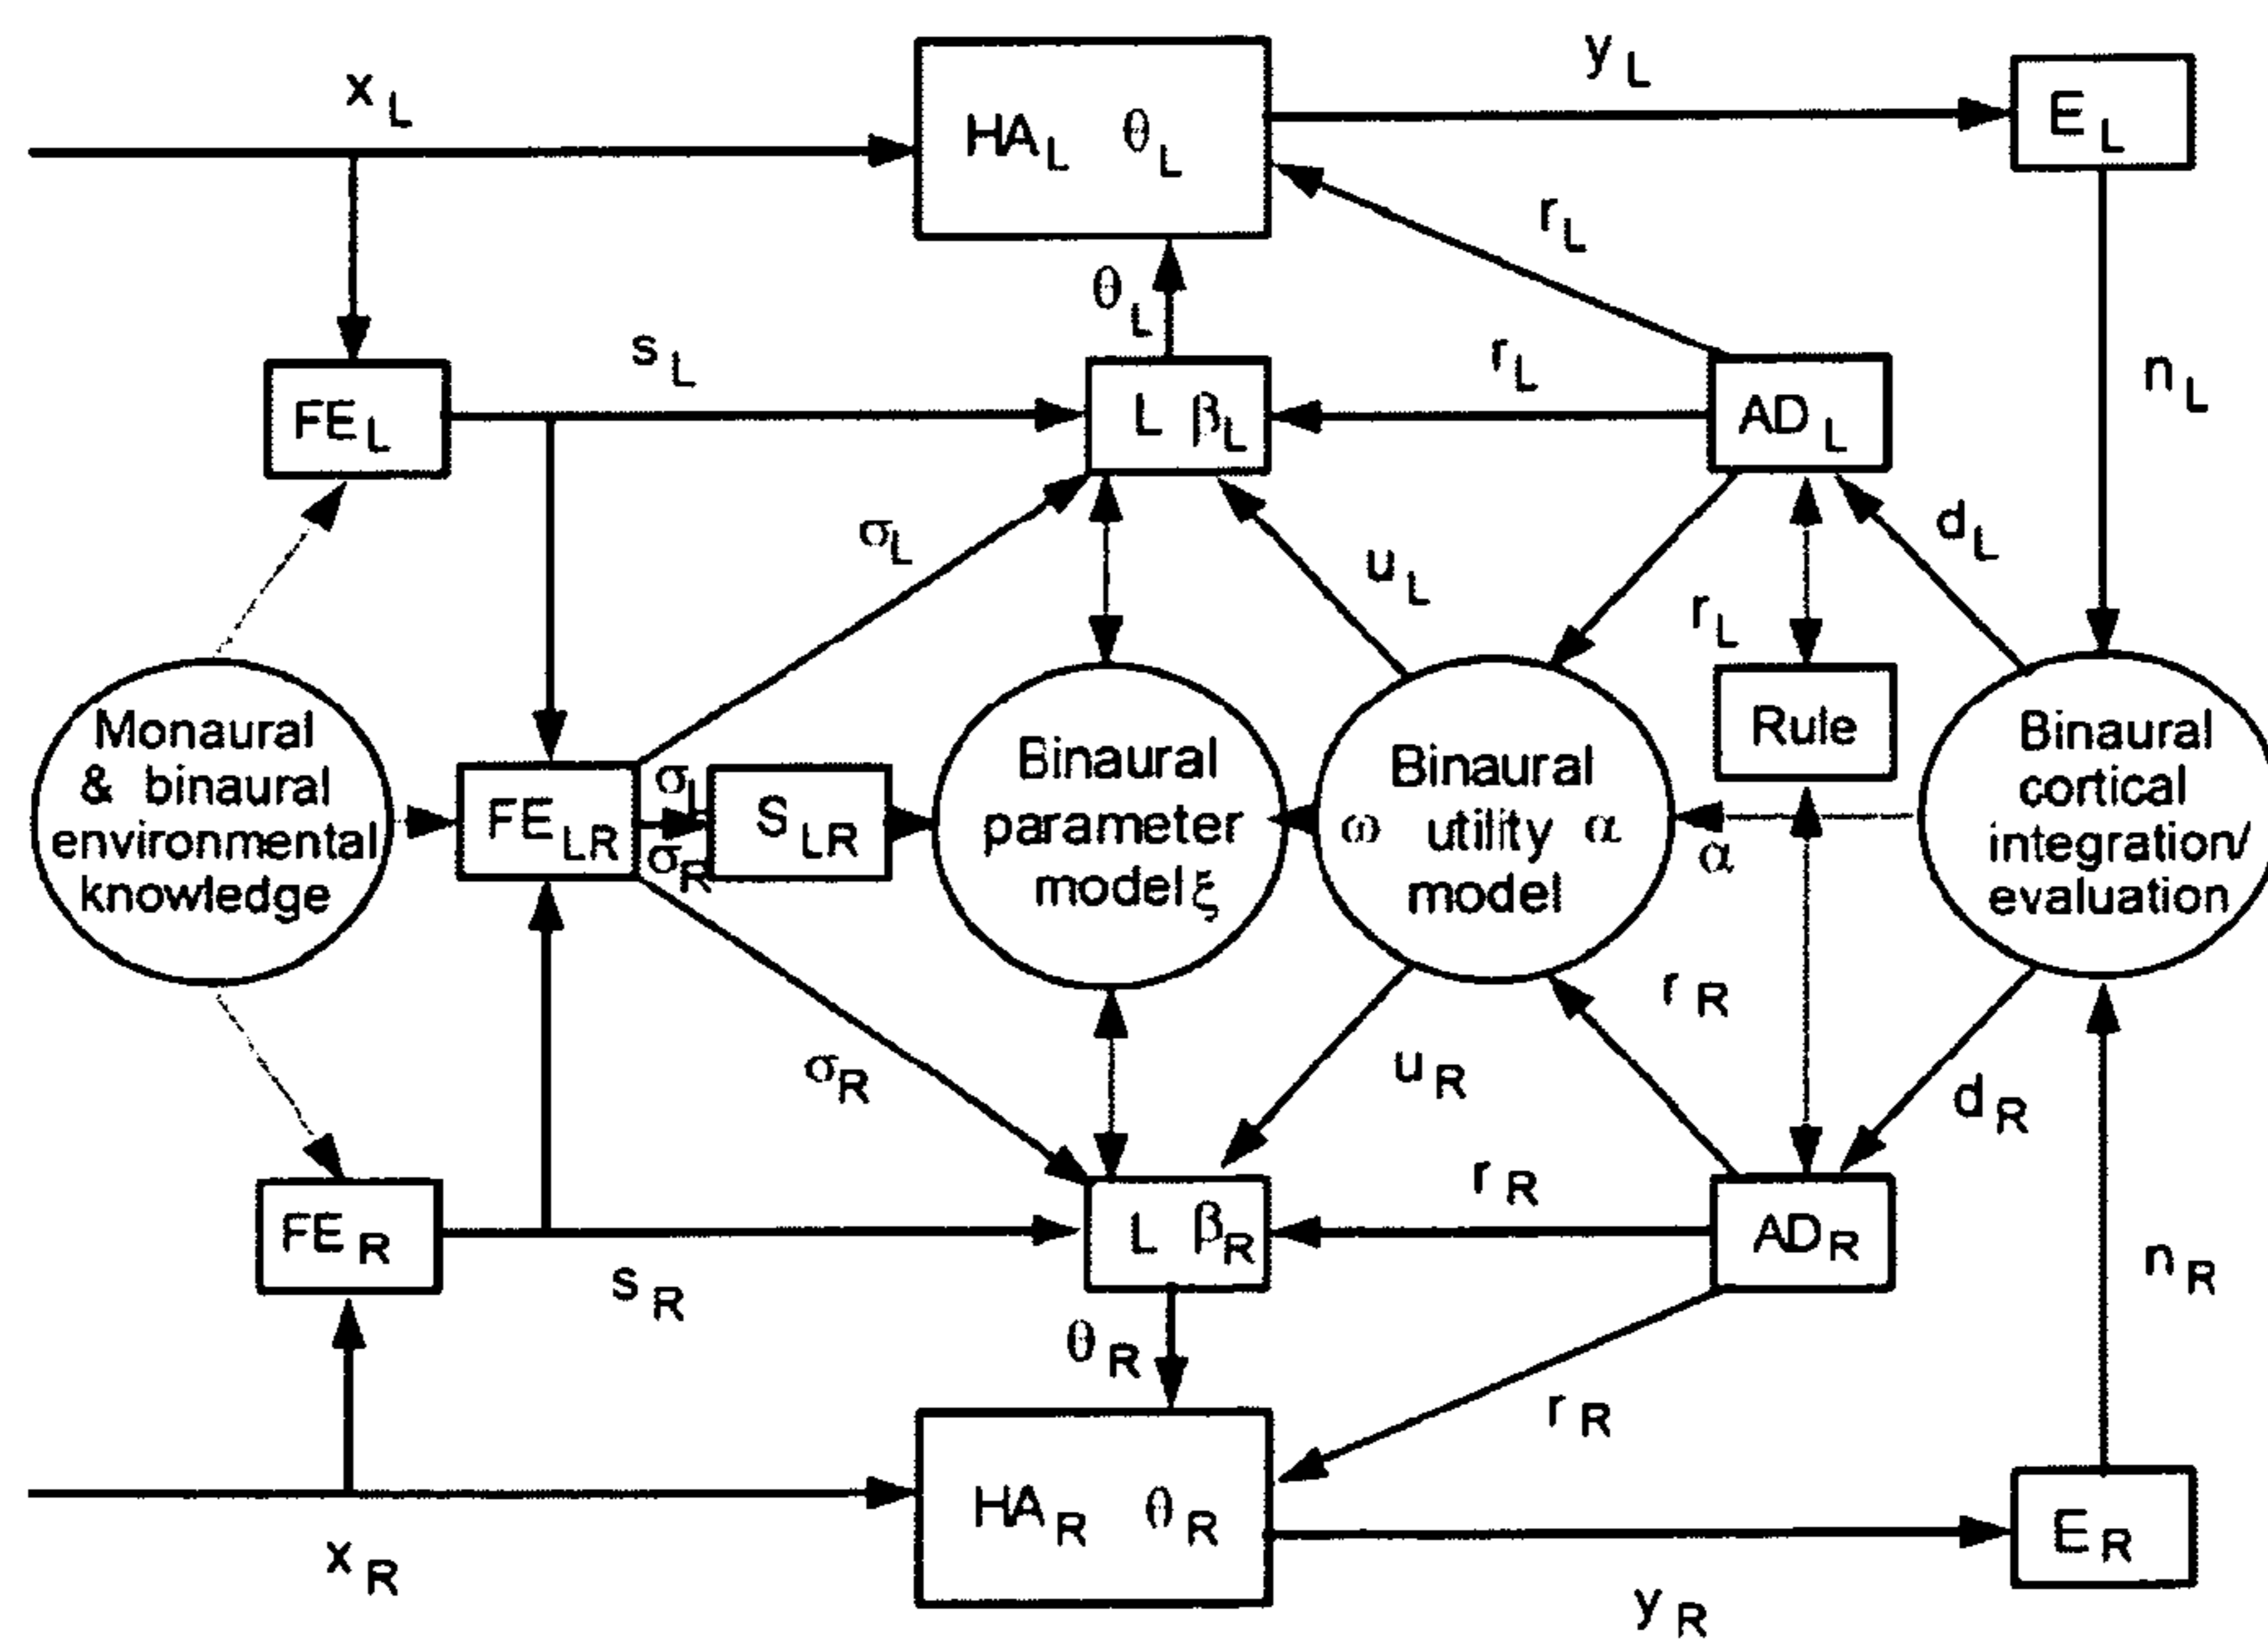 x L
HA L θ L
y L
E L
r L
θ L
n L
s L
r L
FE L
L β L
AD L
σ L
u L
d L
r L
Monaural
& binaural
environmental
knowledge
FE LR
σ L
σ R
S LR
Binaural
parameter
model ξ
ω
Binaural
utility α
model
Rule
α
Binaural
cortical
integration/
evaluation
r R
σ R
u R
d R
r R
FE R
L β R
AD R
n R
s R
θ R
r R
x R
HA R θ R
E R
y R